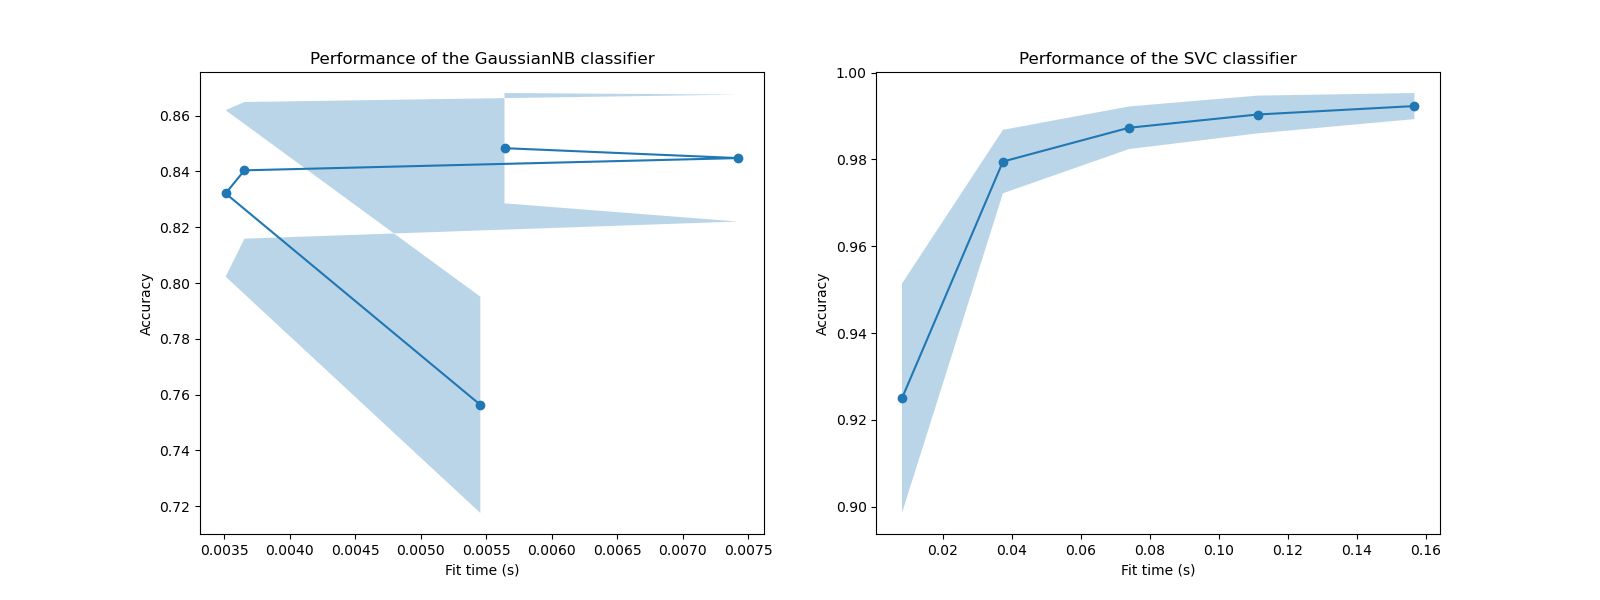 Performance of the GaussianNB classifier
Accuracy
0.86
0.84
0.82
0.80
0.78
0.76
0.74
0.72
0.0035 0.0040 0.0045 0.0050 0.0055 0.0060 0.0065 0.0070 0.0075
Fit time (s)
Performance of the SVC classifier
Accuracy
1.00
0.98
0.96
0.94
0.92
0.90
0.02 0.04 0.06 0.08 0.10 0.12 0.14 0.16
Fit time (s)